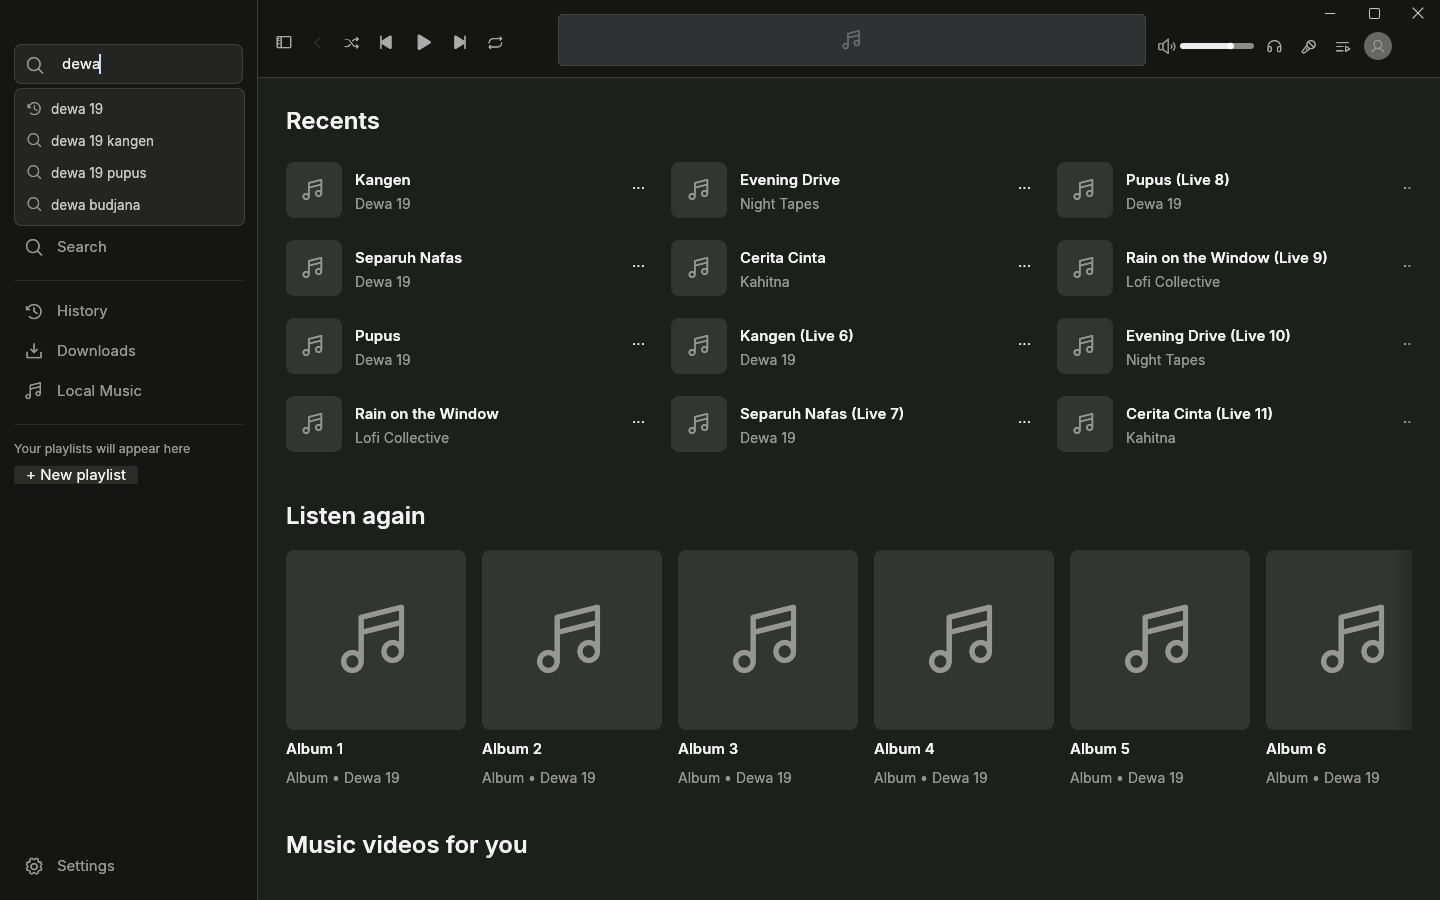 dewa
dewa 19
dewa 19 kangen
dewa 19 pupus
dewa budjana
Search
History
Downloads
Local Music
Your playlists will appear here
+ New playlist
Settings
Recents
Kangen
Dewa 19
Evening Drive
Night Tapes
Pupus (Live 8)
Dewa 19
Separuh Nafas
Dewa 19
Cerita Cinta
Kahitna
Rain on the Window (Live 9)
Lofi Collective
Pupus
Dewa 19
Kangen (Live 6)
Dewa 19
Evening Drive (Live 10)
Night Tapes
Rain on the Window
Lofi Collective
Separuh Nafas (Live 7)
Dewa 19
Cerita Cinta (Live 11)
Kahitna
Listen again
Album 1
Album • Dewa 19
Album 2
Album • Dewa 19
Album 3
Album • Dewa 19
Album 4
Album • Dewa 19
Album 5
Album • Dewa 19
Album 6
Album • Dewa 19
Music videos for you